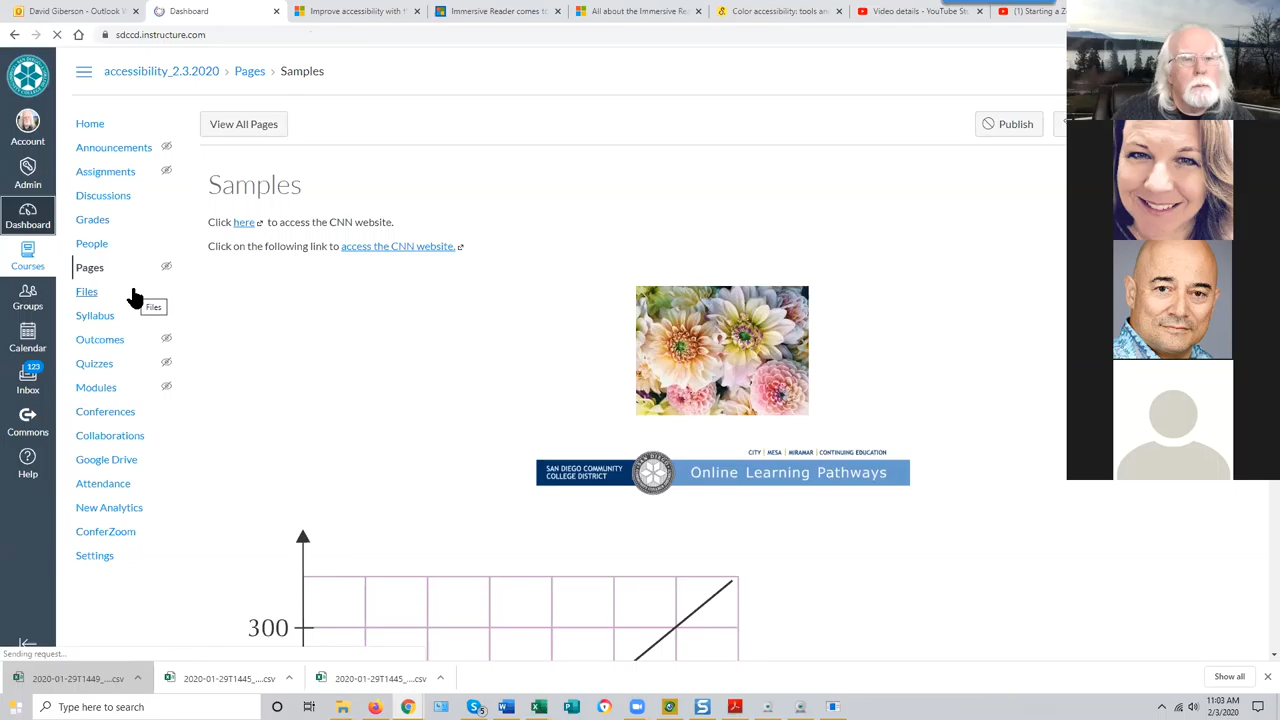 David Gibersons' Out of b
Dashboard
Improve accessibility with t
Immersive Reader comes t
All about the Immersive Re
Color accessibility: tools an
Video details - YouTube St
(1) Starting a Z
sdccd.instructure.com
accessibility_2.3.2020 › Pages › Samples
View All Pages
Publish
Account
Admin
Dashboard
Courses
Groups
Calendar
123
Inbox
Commons
Help
Home
Announcements
Assignments
Discussions
Grades
People
Pages
Files
Files
Syllabus
Outcomes
Quizzes
Modules
Conferences
Collaborations
Google Drive
Attendance
New Analytics
ConferZoom
Settings
Samples
Click here to access the CNN website.
Click on the following link to access the CNN website.
CITY | MESA | MIRAMAR | CONTINUING EDUCATION
SAN DIEGO COMMUNITY
COLLEGE DISTRICT
Online Learning Pathways
300
Sending request...
2020-01-29T1449_....csv
2020-01-29T1445_....csv
2020-01-29T1445_....csv
Show all
Type here to search
5
11:03 AM
2/3/2020